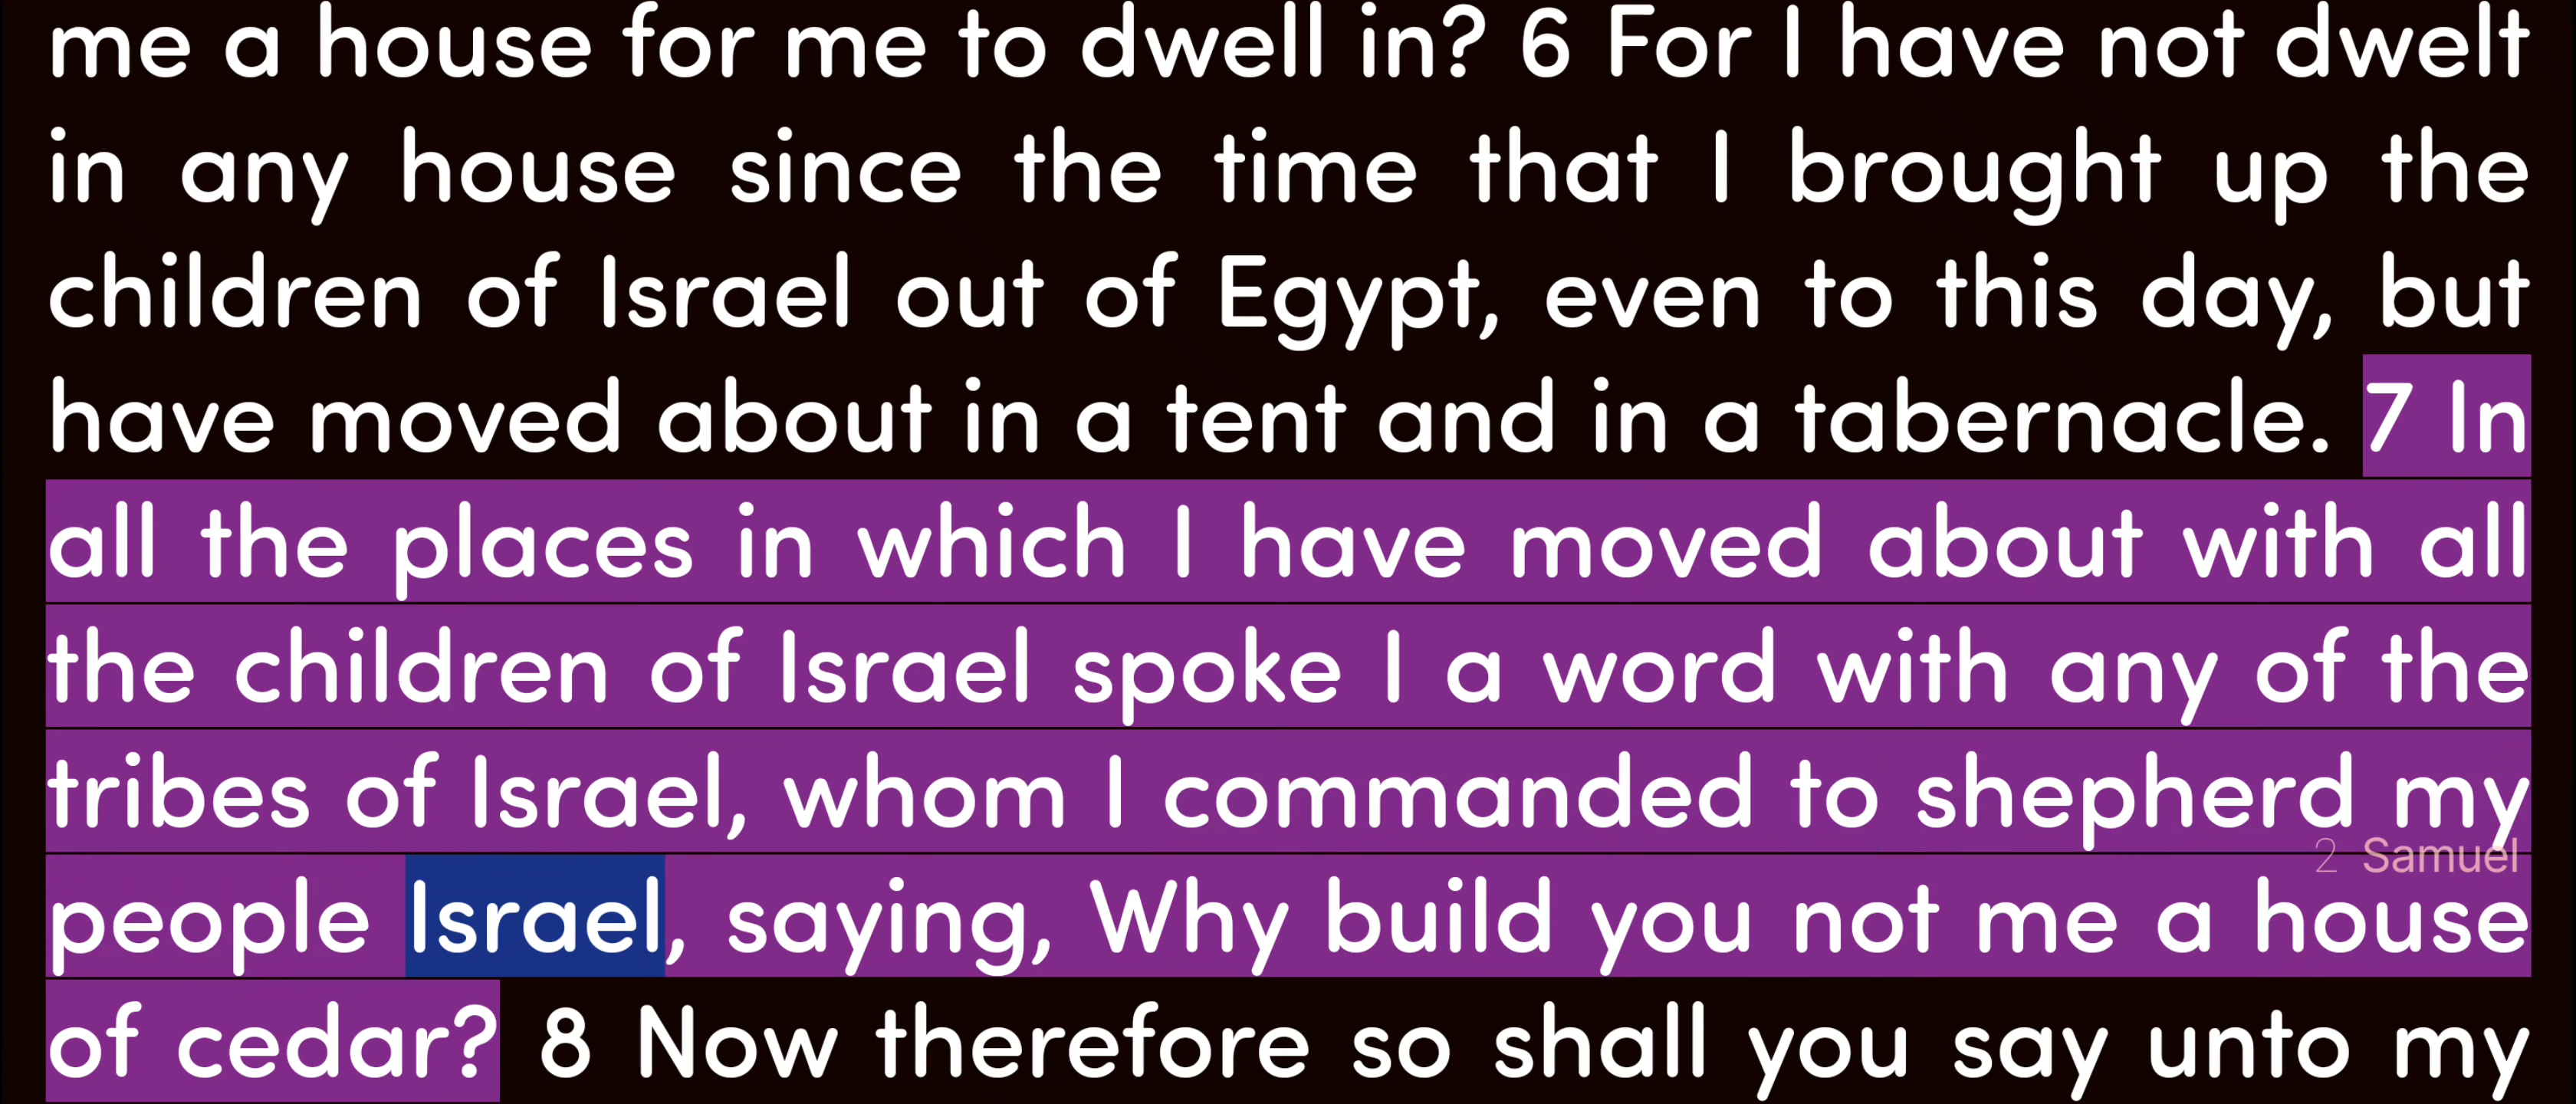 me a house for me to dwell in? 6 For I have not dwelt
in any house since the time that I brought up the
children of Israel out of Egypt, even to this day, but
have moved about in a tent and in a tabernacle. 7 In
all the places in which I have moved about with all
the children of Israel spoke I a word with any of the
tribes of Israel, whom I commanded to shepherd my
2 Samuel
people Israel, saying, Why build you not me a house
of cedar? 8 Now therefore so shall you say unto my